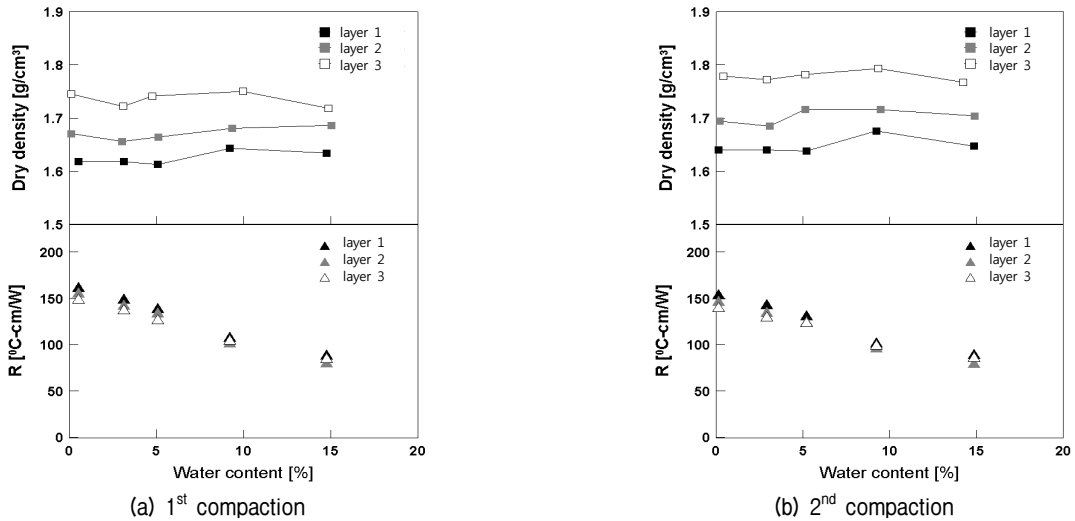 1.9
1.8
1.7
1.6
1.5
Dry density [g/cm³]
layer 1
layer 2
layer 3
200
150
100
50
0
R [⁰C-cm/W]
layer 1
layer 2
layer 3
0 5 10 15 20
Water content [%]
(a) 1st compaction
1.9
1.8
1.7
1.6
1.5
Dry density [g/cm³]
layer 1
layer 2
layer 3
200
150
100
50
0
R [⁰C-cm/W]
layer 1
layer 2
layer 3
0 5 10 15 20
Water content [%]
(b) 2nd compaction